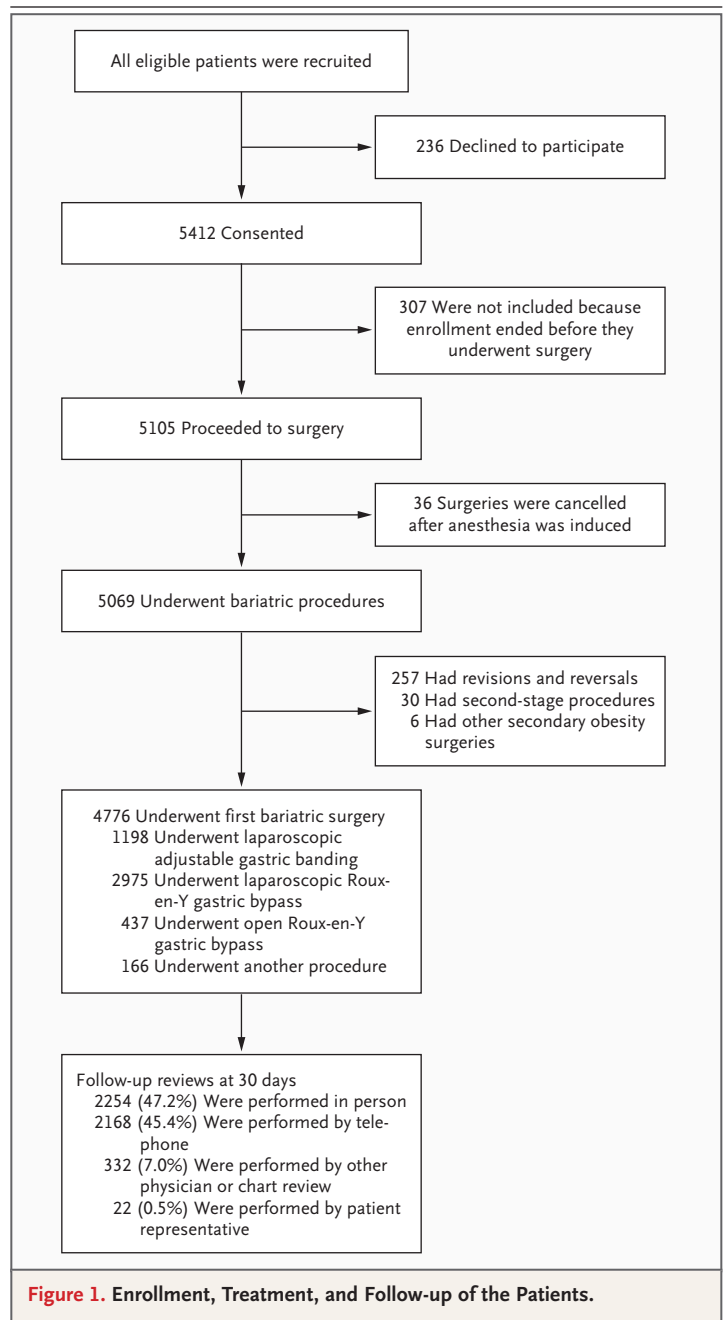 All eligible patients were recruited
236 Declined to participate
5412 Consented
307 Were not included because
enrollment ended before they
underwent surgery
5105 Proceeded to surgery
36 Surgeries were cancelled
after anesthesia was induced
5069 Underwent bariatric procedures
257 Had revisions and reversals
30 Had second-stage procedures
6 Had other secondary obesity
surgeries
4776 Underwent first bariatric surgery
1198 Underwent laparoscopic
adjustable gastric banding
2975 Underwent laparoscopic Roux-
en-Y gastric bypass
437 Underwent open Roux-en-Y
gastric bypass
166 Underwent another procedure
Follow-up reviews at 30 days
2254 (47.2%) Were performed in person
2168 (45.4%) Were performed by tele-
phone
332 (7.0%) Were performed by other
physician or chart review
22 (0.5%) Were performed by patient
representative
Figure 1. Enrollment, Treatment, and Follow-up of the Patients.